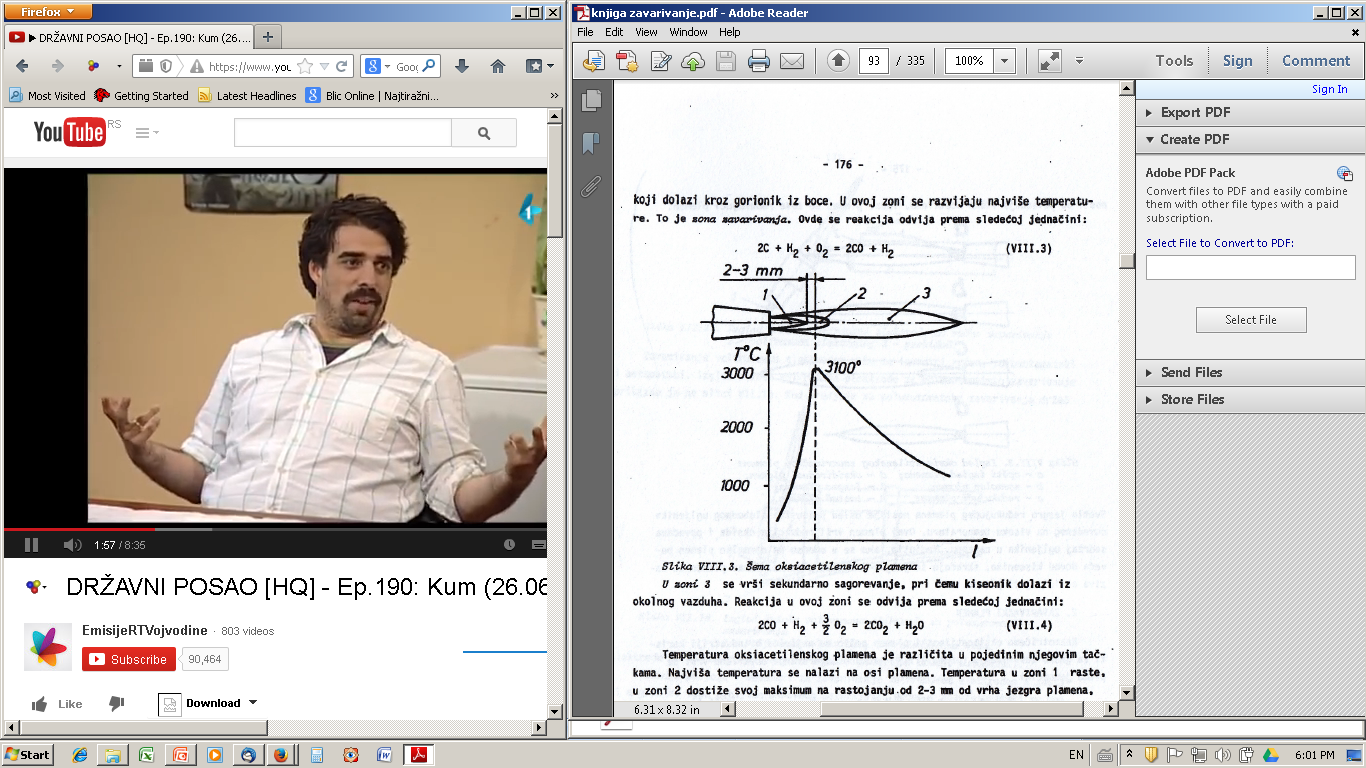 Firefox
DRŽAVNI POSAO [HQ] - Ep.190: Kum (26....
https://www.you
Goo
Most Visited
Getting Started
Latest Headlines
Blic Online | Najtiražni...
»
YouTube RS
1
1:57 / 8:35
DRŽAVNI POSAO [HQ] - Ep.190: Kum (26.06
EmisijeRTVojvodine · 803 videos
Subscribe
90,464
Like
Download
knjiga zavarivanje.pdf - Adobe Reader
File Edit View Window Help
93 / 335
100%
Tools
Sign
Comment
Sign In
Export PDF
Create PDF
Adobe PDF Pack
Convert files to PDF and easily combine
them with other file types with a paid
subscription.
Select File to Convert to PDF:
Select File
Send Files
Store Files
- 176 -
koji dolazi kroz gorionik iz boce. U ovoj zoni se razvijaju najviše temperatu-
re. To je zona zavarivanja. Ovde se reakcija odvija prema sledećoj jednačini:
2C + H₂ + O₂ = 2CO + H₂ (VIII.3)
2-3 mm
1 2 3
T°C
3000
3100°
2000
1000
l
Slika VIII.3. Šema oksiacetilenskog plamena
U zoni 3 se vrši sekundarno sagorevanje, pri čemu kiseonik dolazi iz
okolnog vazduha. Reakcija u ovoj zoni se odvija prema sledećoj jednačini:
2CO + H₂ + 3/2 O₂ = 2CO₂ + H₂O (VIII.4)
Temperatura oksiacetilenskog plamena je različita u pojedinim njegovim tač-
kama. Najviša temperatura se nalazi na osi plamena. Temperatura u zoni 1 raste,
u zoni 2 dostiže svoj maksimum na rastojanju od 2-3 mm od vrha jezgra plamena,
6.31 x 8.32 in
Start
EN
6:01 PM